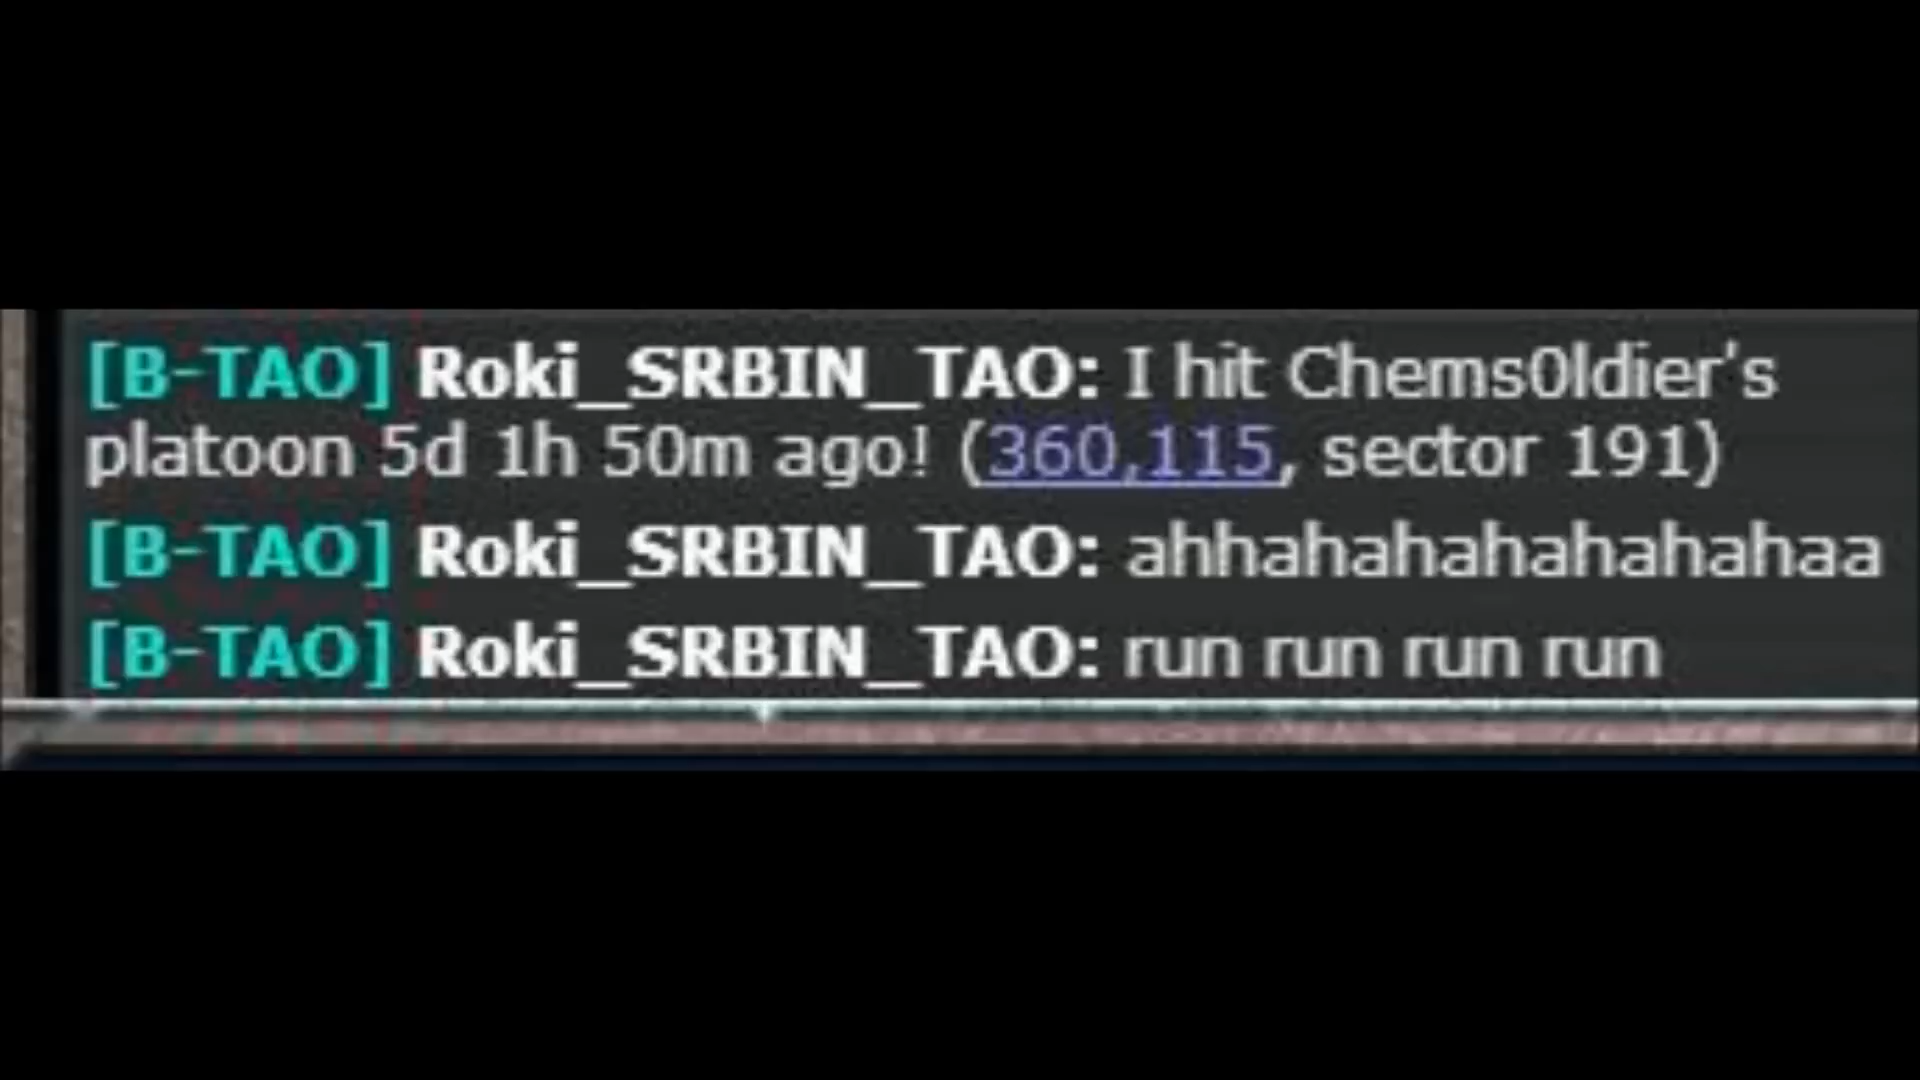 [B-TAO] Roki_SRBIN_TAO: I hit Chems0ldier's
platoon 5d 1h 50m ago! (360,115, sector 191)
[B-TAO] Roki_SRBIN_TAO: ahhahahahahahahahaa
[B-TAO] Roki_SRBIN_TAO: run run run run